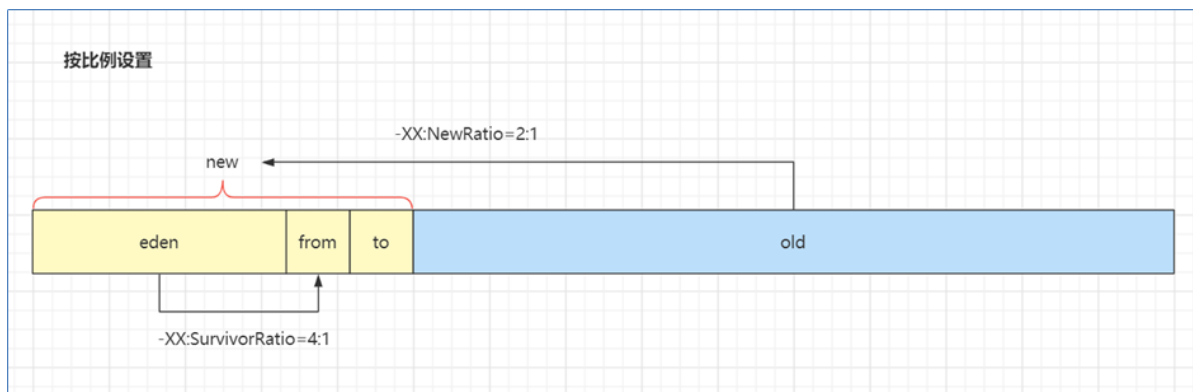 按比例设置
-XX:NewRatio=2:1
new
eden
from
to
old
-XX:SurvivorRatio=4:1